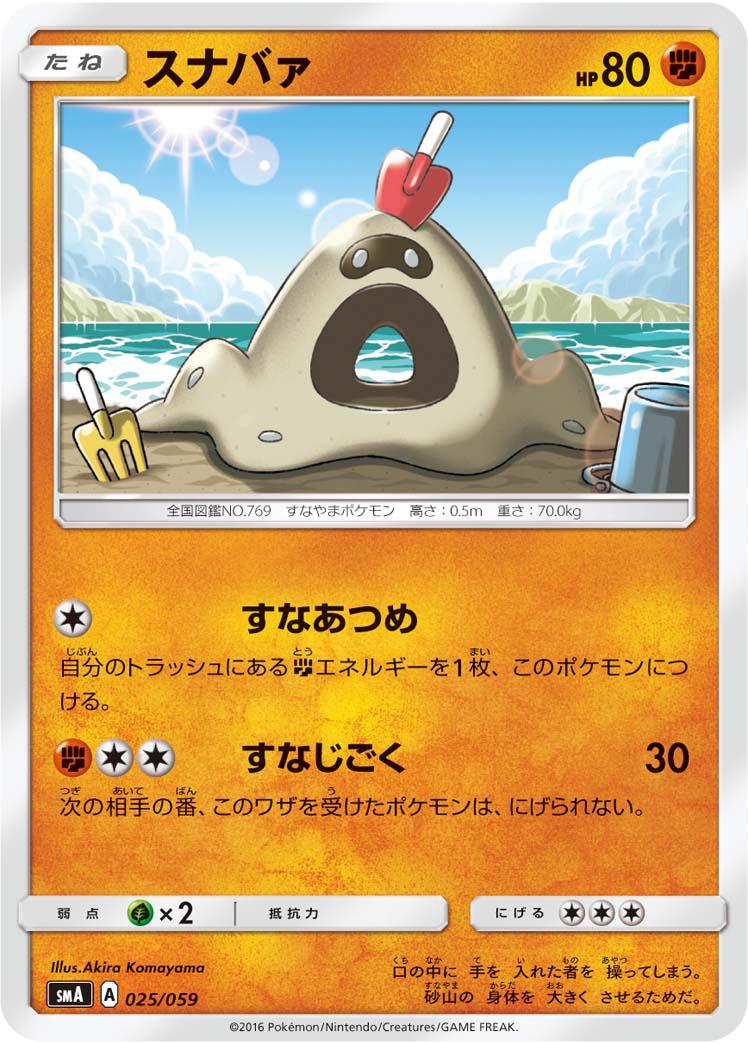 たね スナバァ HP 80
全国図鑑NO.769 すなやまポケモン 高さ：0.5m 重さ：70.0kg
すなあつめ
自分のトラッシュにあるエネルギーを1枚、このポケモンにつ
ける。
すなじごく 30
次の相手の番、このワザを受けたポケモンは、にげられない。
弱点 ×2 抵抗力 にげる
Illus.Akira Komayama
口の中に 手を 入れた者を 操ってしまう。
砂山の 身体を 大きく させるためだ。
SMA A 025/059
©2016 Pokémon/Nintendo/Creatures/GAME FREAK.